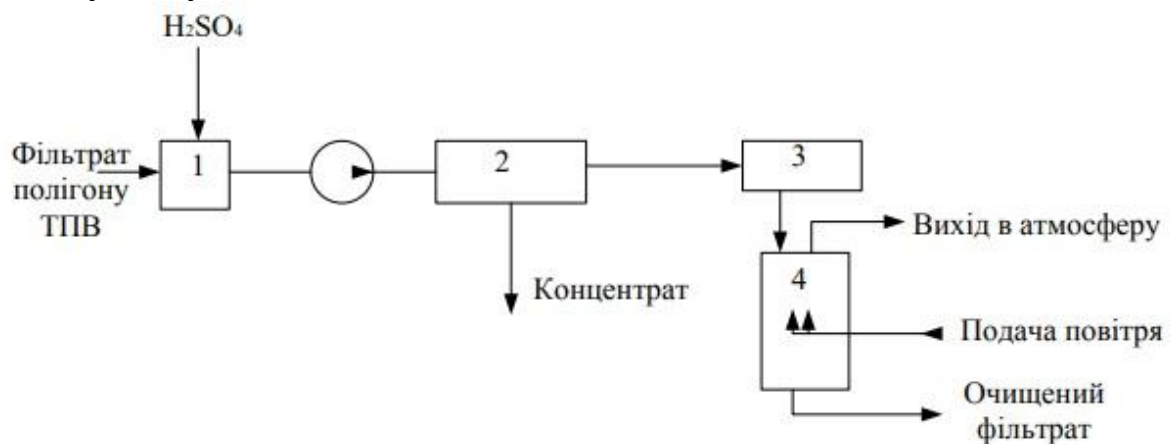 H₂SO₄
Фільтрат
полігону
ТПВ
1
2
3
4
Концентрат
Вихід в атмосферу
Подача повітря
Очищений
фільтрат